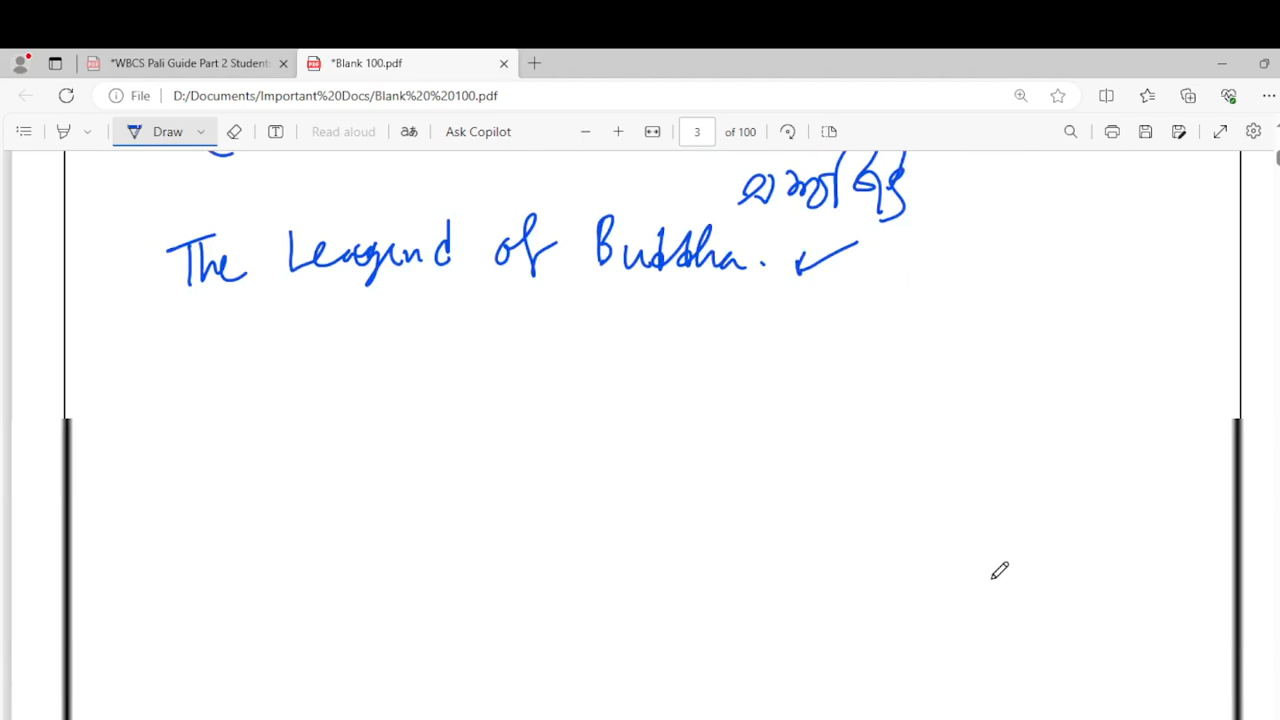 *WBCS Pali Guide Part 2 Student
*Blank 100.pdf
File D:/Documents/Important%20Docs/Blank%20%20100.pdf
Draw Read aloud Ask Copilot 3 of 100
The Leagend of Buddha.